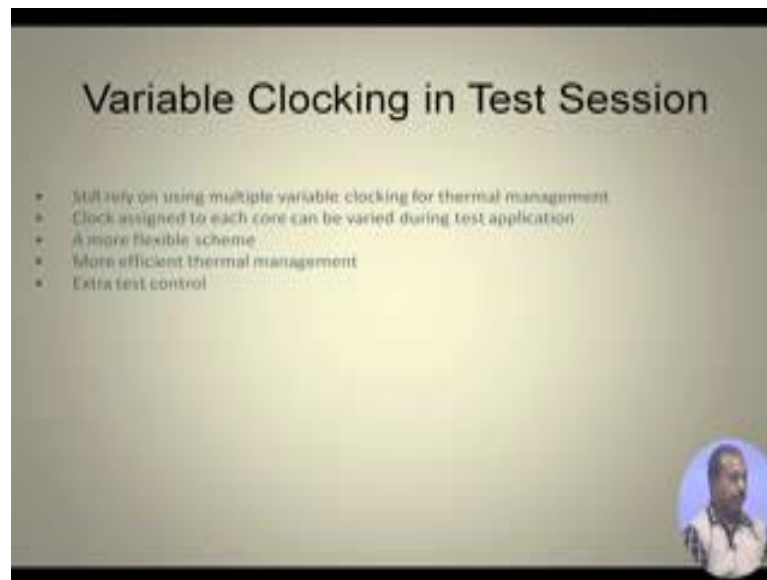 Variable Clocking in Test Session
• Still rely on using multiple variable clocking for thermal management
• Clock assigned to each core can be varied during test application
• A more flexible scheme
• More efficient thermal management
• Extra test control